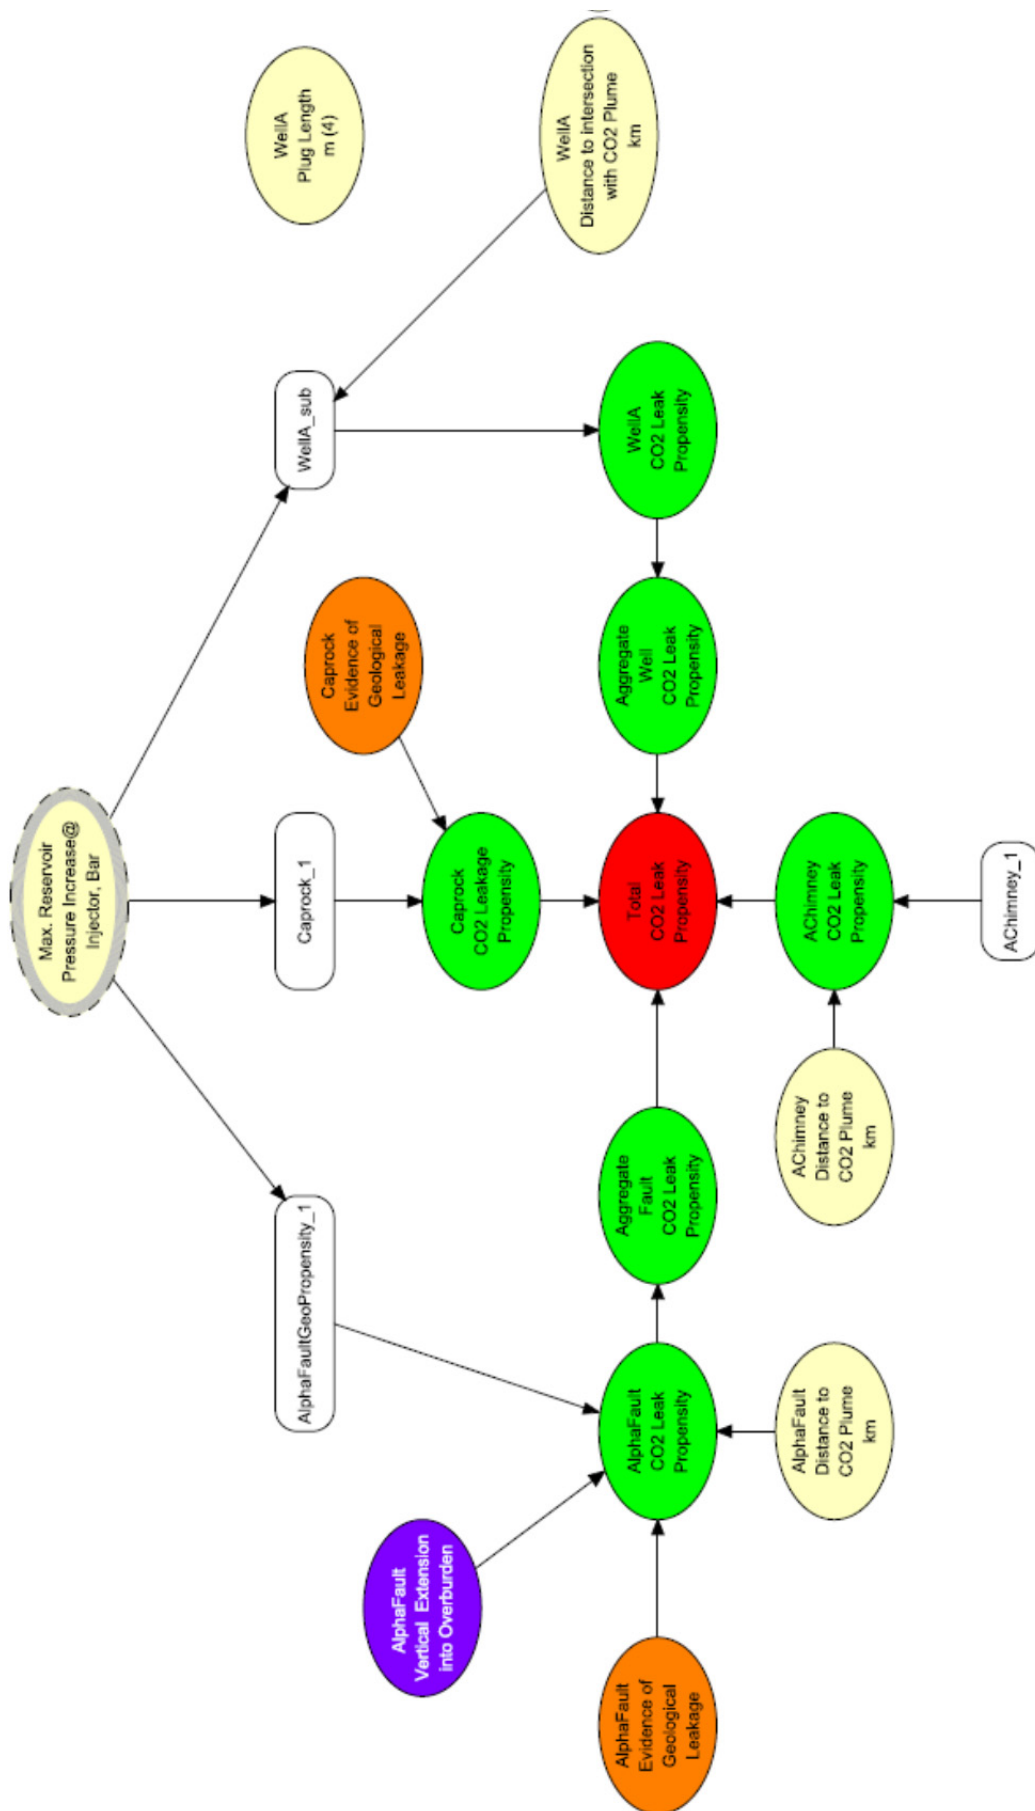 Max. Reservoir
Pressure Increase@
Injector, Bar
AlphaFaultGeoPropensity_1
Caprock_1
WellA_sub
WellA
Plug Length
m (4)
AlphaFault
Vertical Extension
into Overburden
Caprock
CO2 Leakage
Propensity
Caprock
Evidence of
Geological
Leakage
AlphaFault
Evidence of
Geological
Leakage
AlphaFault
CO2 Leak
Propensity
Aggregate
Fault
CO2 Leak
Propensity
Total
CO2 Leak
Propensity
Aggregate
Well
CO2 Leak
Propensity
WellA
CO2 Leak
Propensity
WellA
Distance to intersection
with CO2 Plume
km
AlphaFault
Distance to
CO2 Plume
km
AChimney
Distance to
CO2 Plume
km
AChimney
CO2 Leak
Propensity
AChimney_1